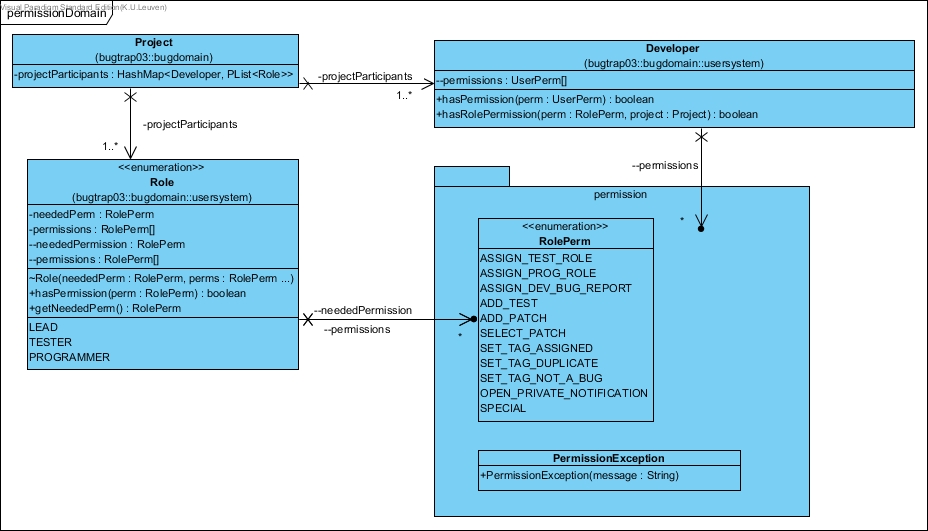 Visual Paradigm Standard Edition(K.U.Leuven)
permissionDomain
Project
(bugtrap03::bugdomain)
-projectParticipants : HashMap<Developer, PList<Role>>
-projectParticipants
1..*
Developer
(bugtrap03::bugdomain::usersystem)
--permissions : UserPerm[]
+hasPermission(perm : UserPerm) : boolean
+hasRolePermission(perm : RolePerm, project : Project) : boolean
-projectParticipants
1..*
--permissions
*
<<enumeration>>
Role
(bugtrap03::bugdomain::usersystem)
-neededPerm : RolePerm
-permissions : RolePerm[]
--neededPermission : RolePerm
--permissions : RolePerm[]
~Role(neededPerm : RolePerm, perms : RolePerm ...)
+hasPermission(perm : RolePerm) : boolean
+getNeededPerm() : RolePerm
LEAD
TESTER
PROGRAMMER
--neededPermission
--permissions
*
permission
<<enumeration>>
RolePerm
ASSIGN_TEST_ROLE
ASSIGN_PROG_ROLE
ASSIGN_DEV_BUG_REPORT
ADD_TEST
ADD_PATCH
SELECT_PATCH
SET_TAG_ASSIGNED
SET_TAG_DUPLICATE
SET_TAG_NOT_A_BUG
OPEN_PRIVATE_NOTIFICATION
SPECIAL
PermissionException
+PermissionException(message : String)